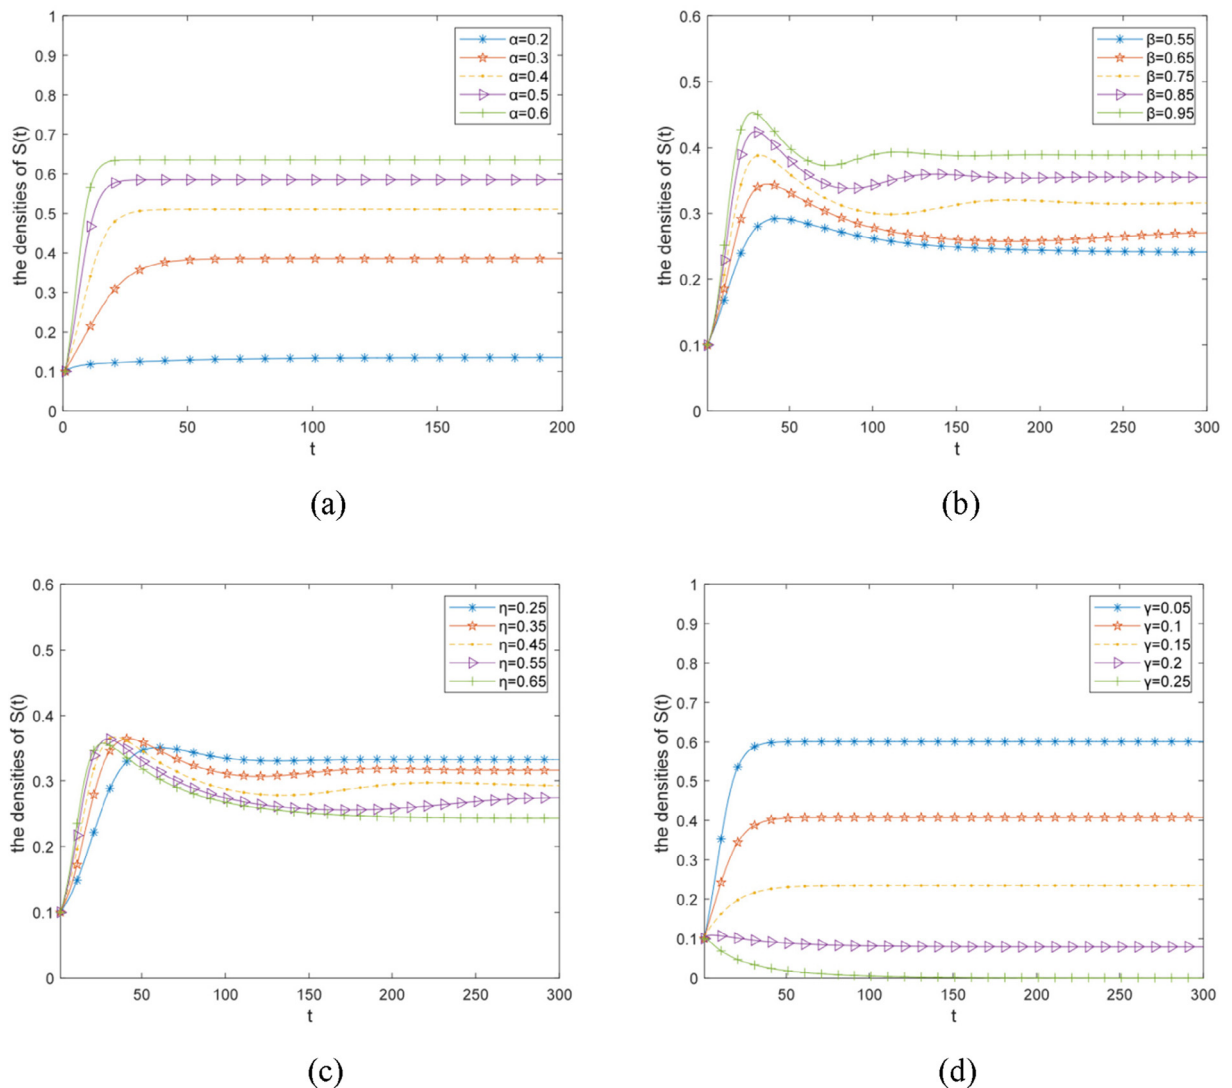 the densities of S(t)
1
0.9
0.8
0.7
0.6
0.5
0.4
0.3
0.2
0.1
0
α=0.2
α=0.3
α=0.4
α=0.5
α=0.6
0 50 100 150 200
t
(a)
the densities of S(t)
0.6
0.5
0.4
0.3
0.2
0.1
0
β=0.55
β=0.65
β=0.75
β=0.85
β=0.95
50 100 150 200 250 300
t
(b)
the densities of S(t)
0.6
0.5
0.4
0.3
0.2
0.1
0
η=0.25
η=0.35
η=0.45
η=0.55
η=0.65
50 100 150 200 250 300
t
(c)
the densities of S(t)
1
0.9
0.8
0.7
0.6
0.5
0.4
0.3
0.2
0.1
0
γ=0.05
γ=0.1
γ=0.15
γ=0.2
γ=0.25
50 100 150 200 250 300
t
(d)